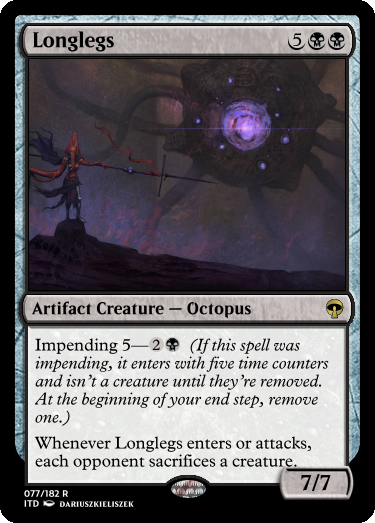 Longlegs 5
Artifact Creature — Octopus
Impending 5—2 (If this spell was
impending, it enters with five time counters
and isn't a creature until they're removed.
At the beginning of your end step, remove
one.)
Whenever Longlegs enters or attacks,
each opponent sacrifices a creature.
7/7
077/182 R
ITD DARIUSZKIELISZEK